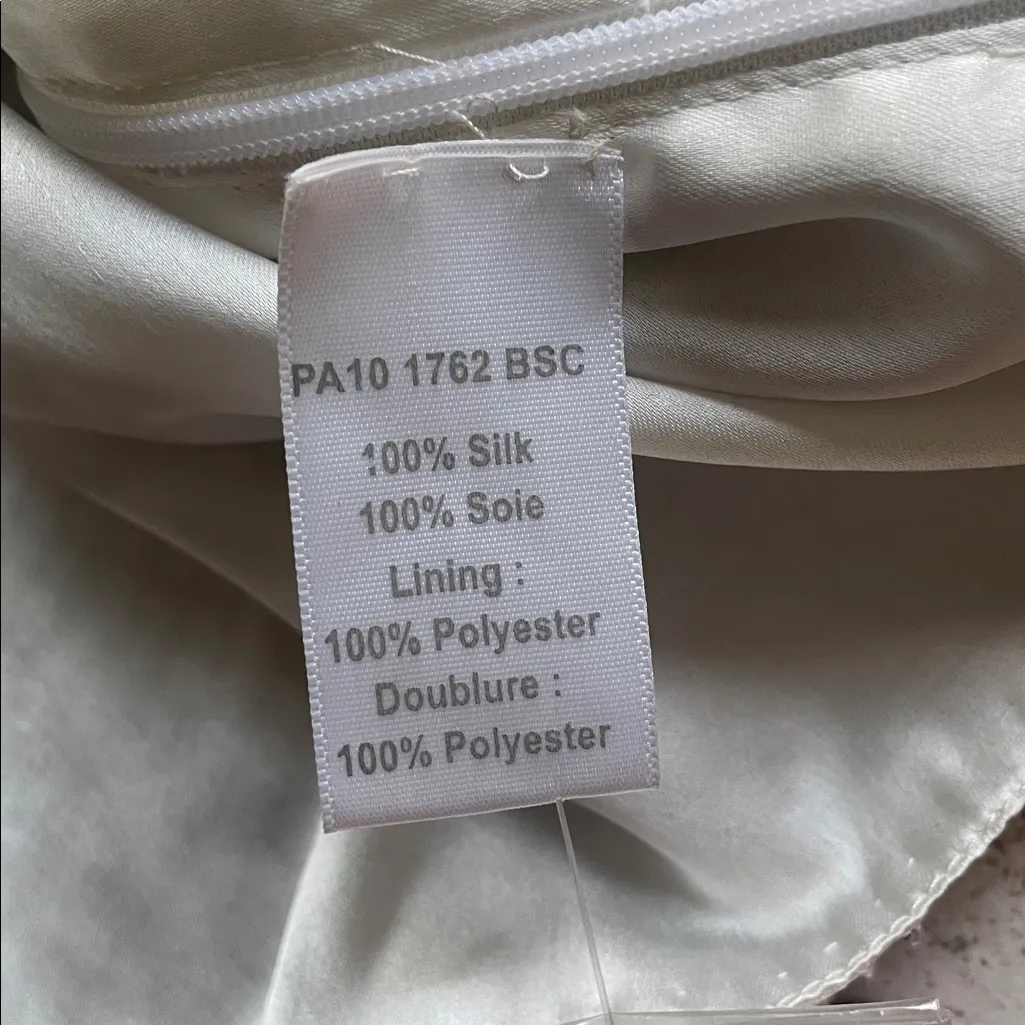 PA10 1762 BSC
100% Silk
100% Soie
Lining :
100% Polyester
Doublure :
100% Polyester